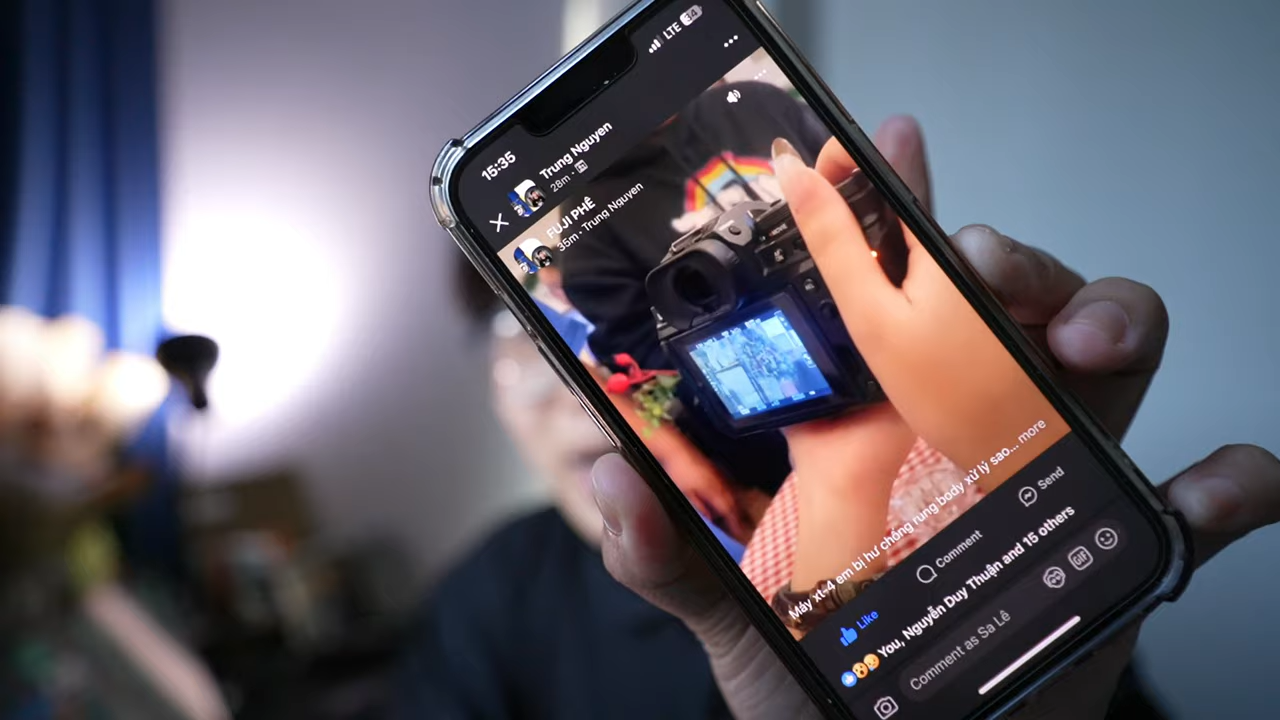 15:35
LTE 34
Trung Nguyen
28m ·
FUJI PHÊ
35m · Trung Nguyen
Máy xt-4 em bị hư chống rung body xử lý sao... more
Like
Comment
Send
You, Nguyễn Duy Thuận and 15 others
Comment as Sa Lê
GIF